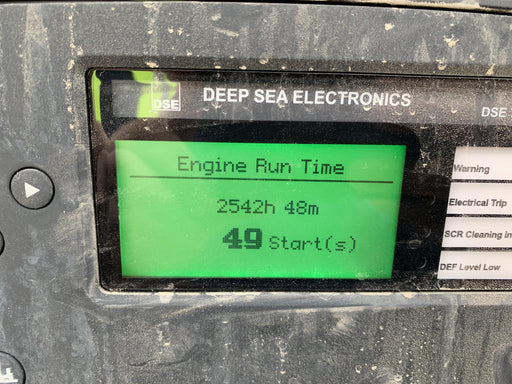 DSE
DEEP SEA ELECTRONICS
DSE
Engine Run Time
2542h 48m
49 Start(s)
Warning
Electrical Trip
SCR Cleaning in
DEF Level Low